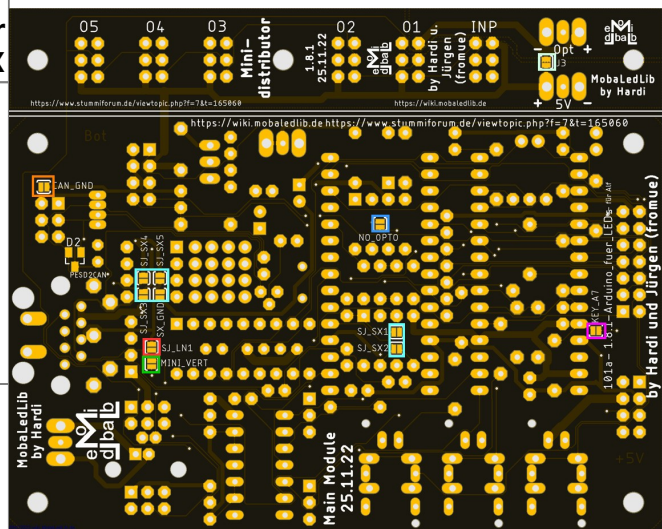 r
x
05
04
03
Mini-
distributor
02
01
INP
1.8.1
25.11.22
by Hardi u.
Jürgen
(fromue)
- Opt +
J3
+ 5V -
MobaLedLib
by Hardi
https://www.stummiforum.de/viewtopic.php?f=7&t=165060
https://wiki.mobaledlib.de
https://wiki.mobaledlib.de https://www.stummiforum.de/viewtopic.php?f=7&t=165060
Bot
CAN_GND
D2
PESD2CAN
SJ_SX4
SJ_SX5
SJ_SX3
SX_GND
SJ_LN1
MINI_VERT
NO_OPTO
SJ_SX1
SJ_SX2
KEY_A7
101a- 1.8.1-Arduino_fuer_LEDs-für Alf
by Hardi und Jürgen (fromue)
MobaLedLib
by Hardi
Main Module
25.11.22
+5V